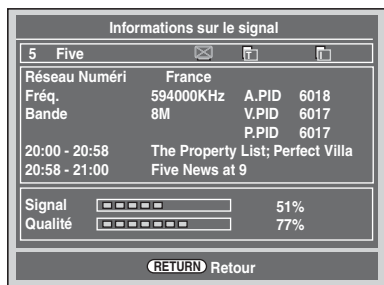 Informations sur le signal
5 Five
Réseau Numéri France
Fréq. 594000KHz A.PID 6018
Bande 8M V.PID 6017
P.PID 6017
20:00 - 20:58 The Property List; Perfect Villa
20:58 - 21:00 Five News at 9
Signal 51%
Qualité 77%
RETURN Retour